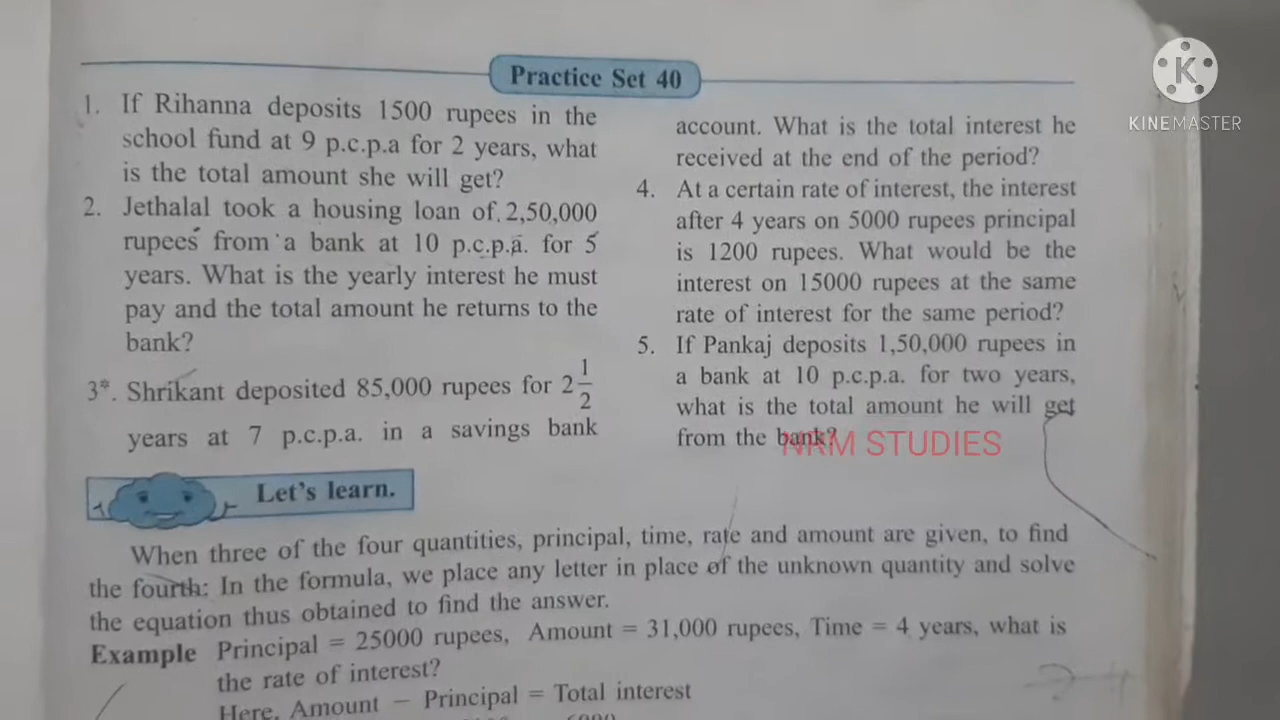 Practice Set 40
1. If Rihanna deposits 1500 rupees in the
school fund at 9 p.c.p.a for 2 years, what
is the total amount she will get?
2. Jethalal took a housing loan of 2,50,000
rupees from a bank at 10 p.c.p.a. for 5
years. What is the yearly interest he must
pay and the total amount he returns to the
bank?
3*. Shrikant deposited 85,000 rupees for 2 1/2
years at 7 p.c.p.a. in a savings bank
account. What is the total interest he
received at the end of the period?
4. At a certain rate of interest, the interest
after 4 years on 5000 rupees principal
is 1200 rupees. What would be the
interest on 15000 rupees at the same
rate of interest for the same period?
5. If Pankaj deposits 1,50,000 rupees in
a bank at 10 p.c.p.a. for two years,
what is the total amount he will get
from the bank?
NRM STUDIES
K
KINEMASTER
Let's learn.
When three of the four quantities, principal, time, rate and amount are given, to find
the fourth: In the formula, we place any letter in place of the unknown quantity and solve
the equation thus obtained to find the answer.
Example Principal = 25000 rupees, Amount = 31,000 rupees, Time = 4 years, what is
the rate of interest?
Here, Amount − Principal = Total interest